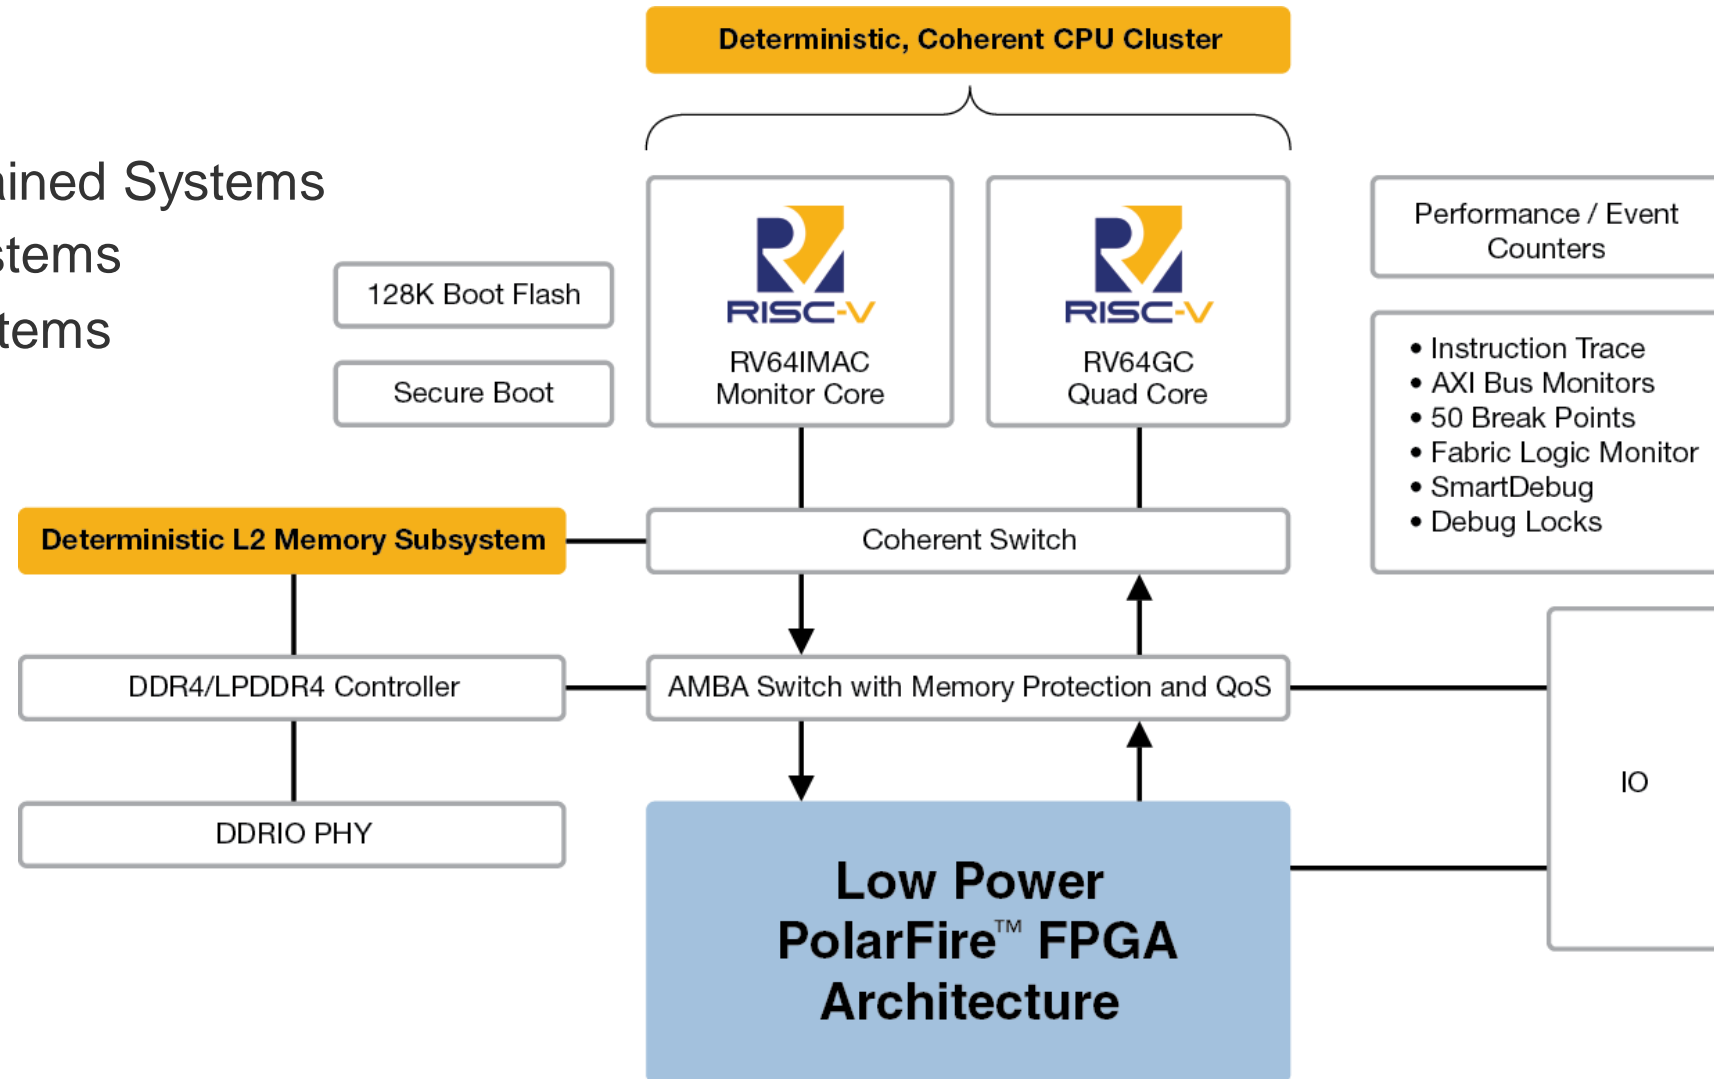 Deterministic, Coherent CPU Cluster
ained Systems
stems
tems
128K Boot Flash
Secure Boot
RISC-V
RV64IMAC
Monitor Core
RISC-V
RV64GC
Quad Core
Performance / Event
Counters
• Instruction Trace
• AXI Bus Monitors
• 50 Break Points
• Fabric Logic Monitor
• SmartDebug
• Debug Locks
Deterministic L2 Memory Subsystem
Coherent Switch
DDR4/LPDDR4 Controller
AMBA Switch with Memory Protection and QoS
IO
DDRIO PHY
Low Power
PolarFire™ FPGA
Architecture